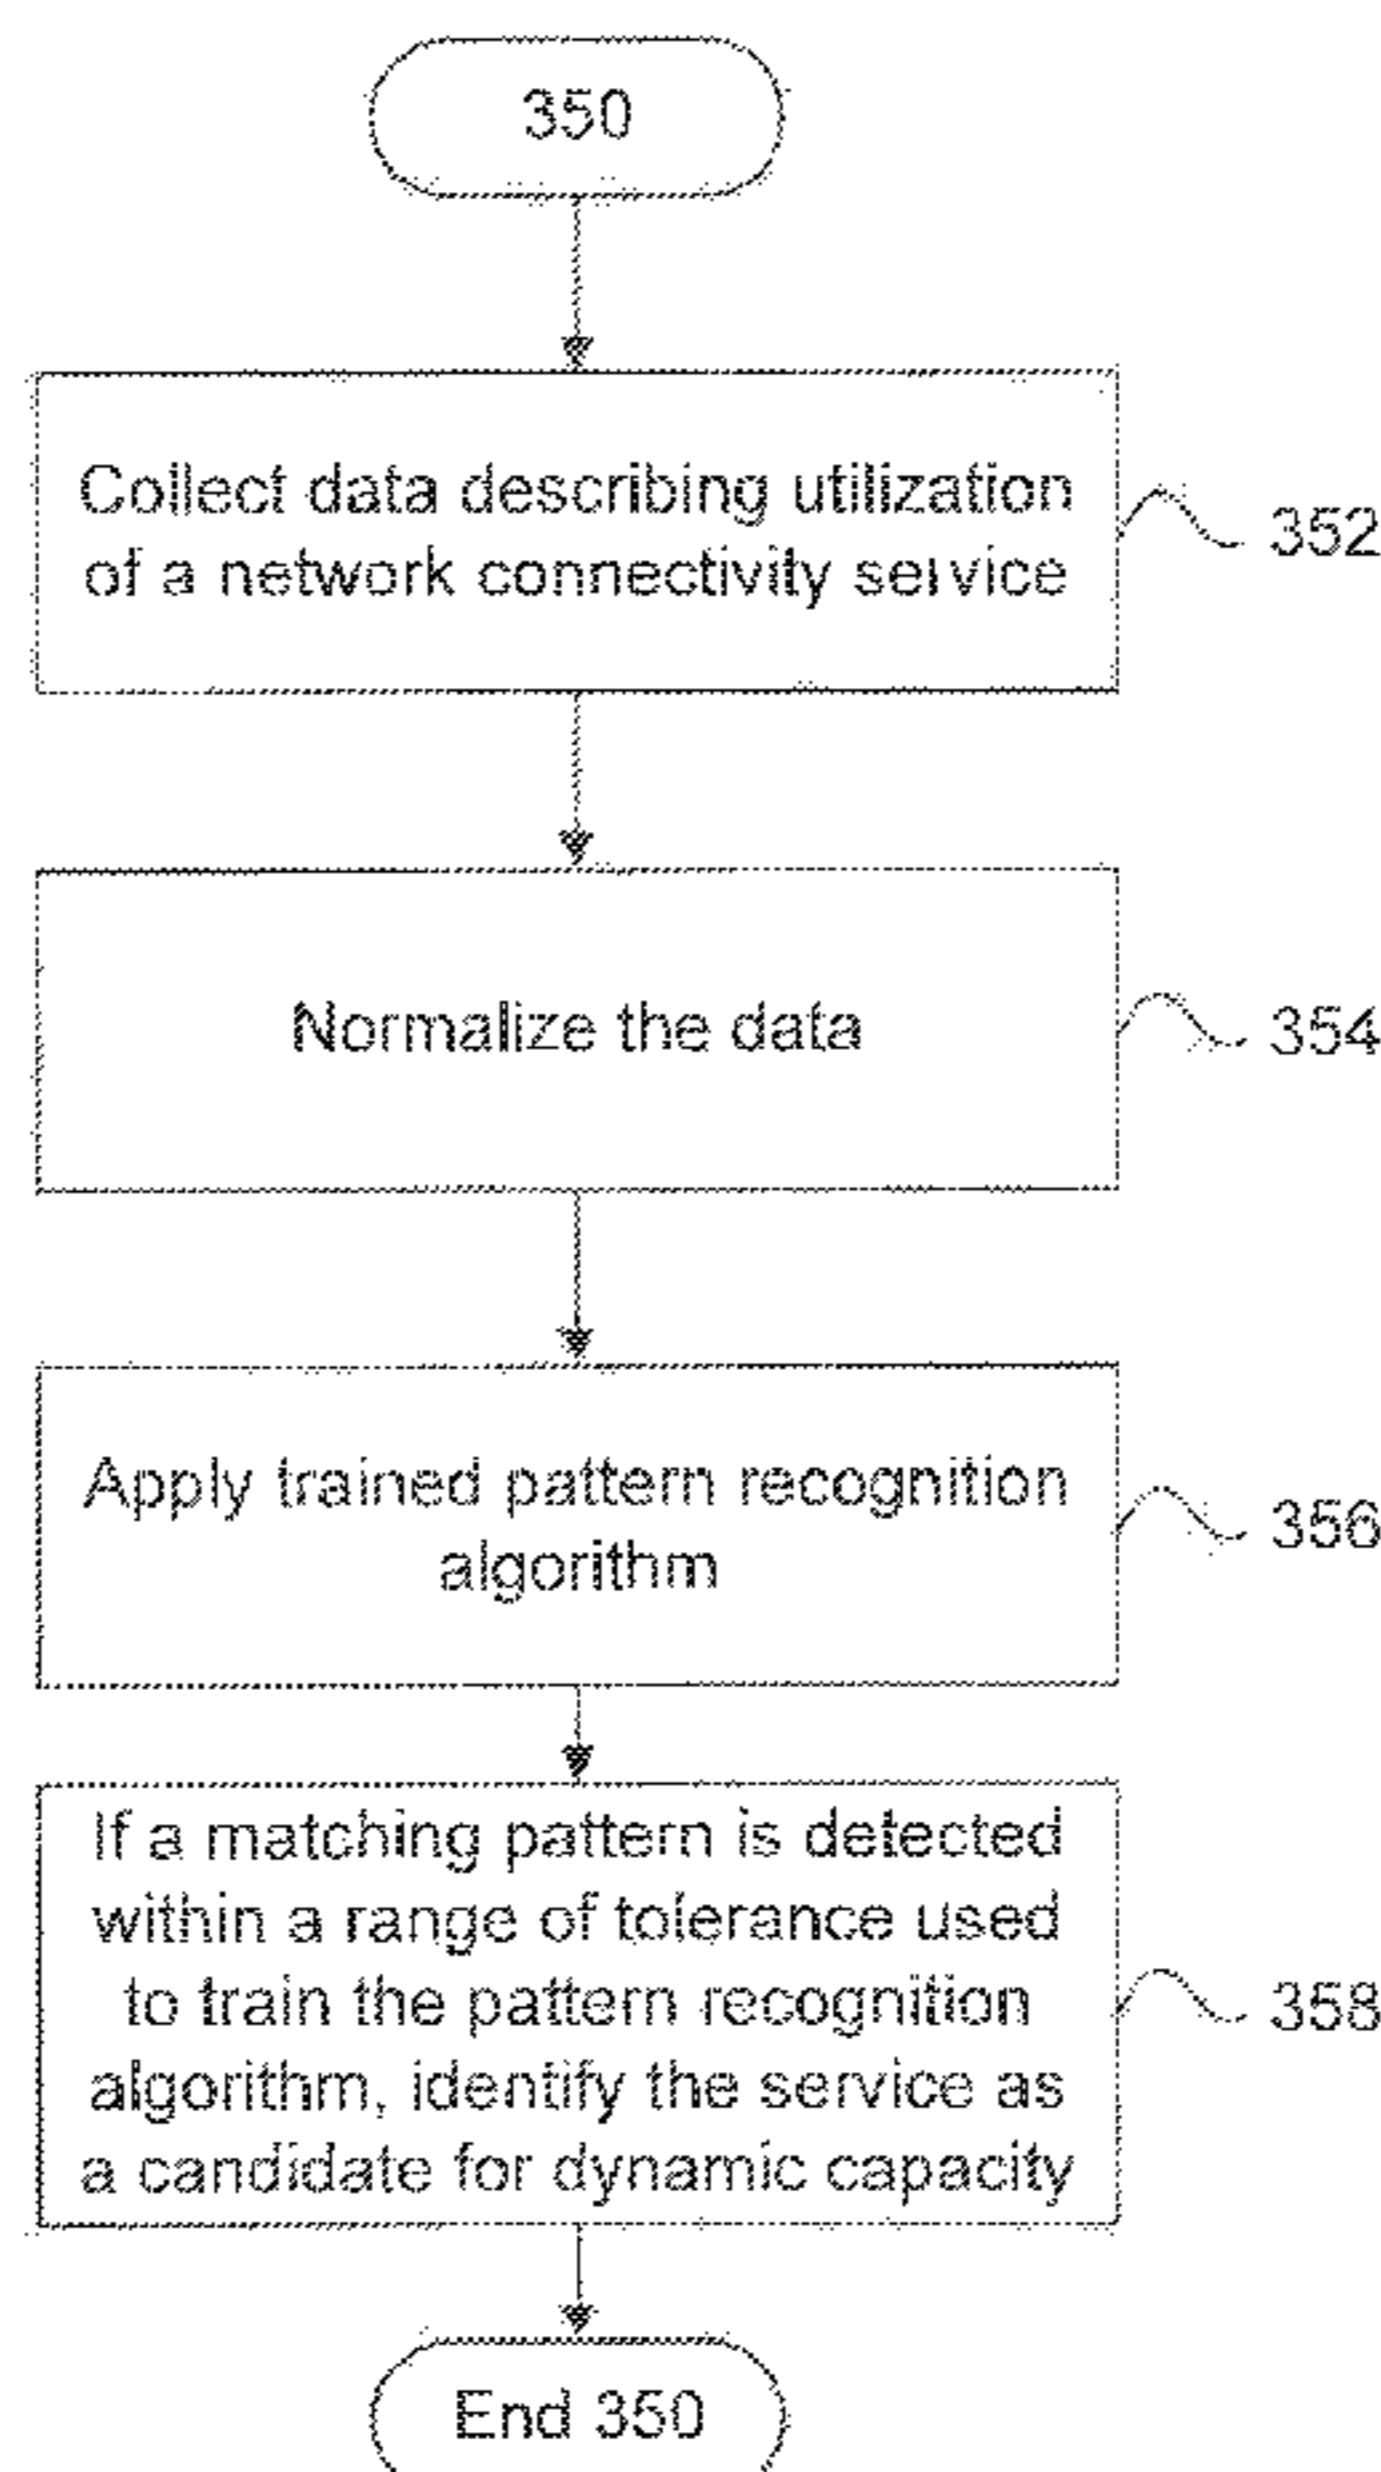 350
Collect data describing utilization
of a network connectivity service
352
Normalize the data
354
Apply trained pattern recognition
algorithm
356
If a matching pattern is detected
within a range of tolerance used
to train the pattern recognition
algorithm, identify the service as
a candidate for dynamic capacity
358
End 350